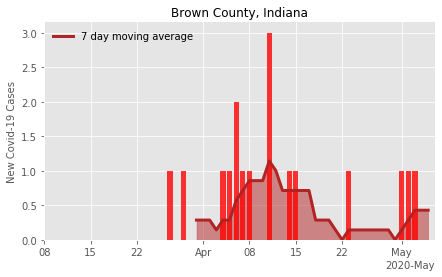 Brown County, Indiana
7 day moving average
New Covid-19 Cases
3.0
2.5
2.0
1.5
1.0
0.5
0.0
08 15 22 Apr 08 15 22 May
2020-May